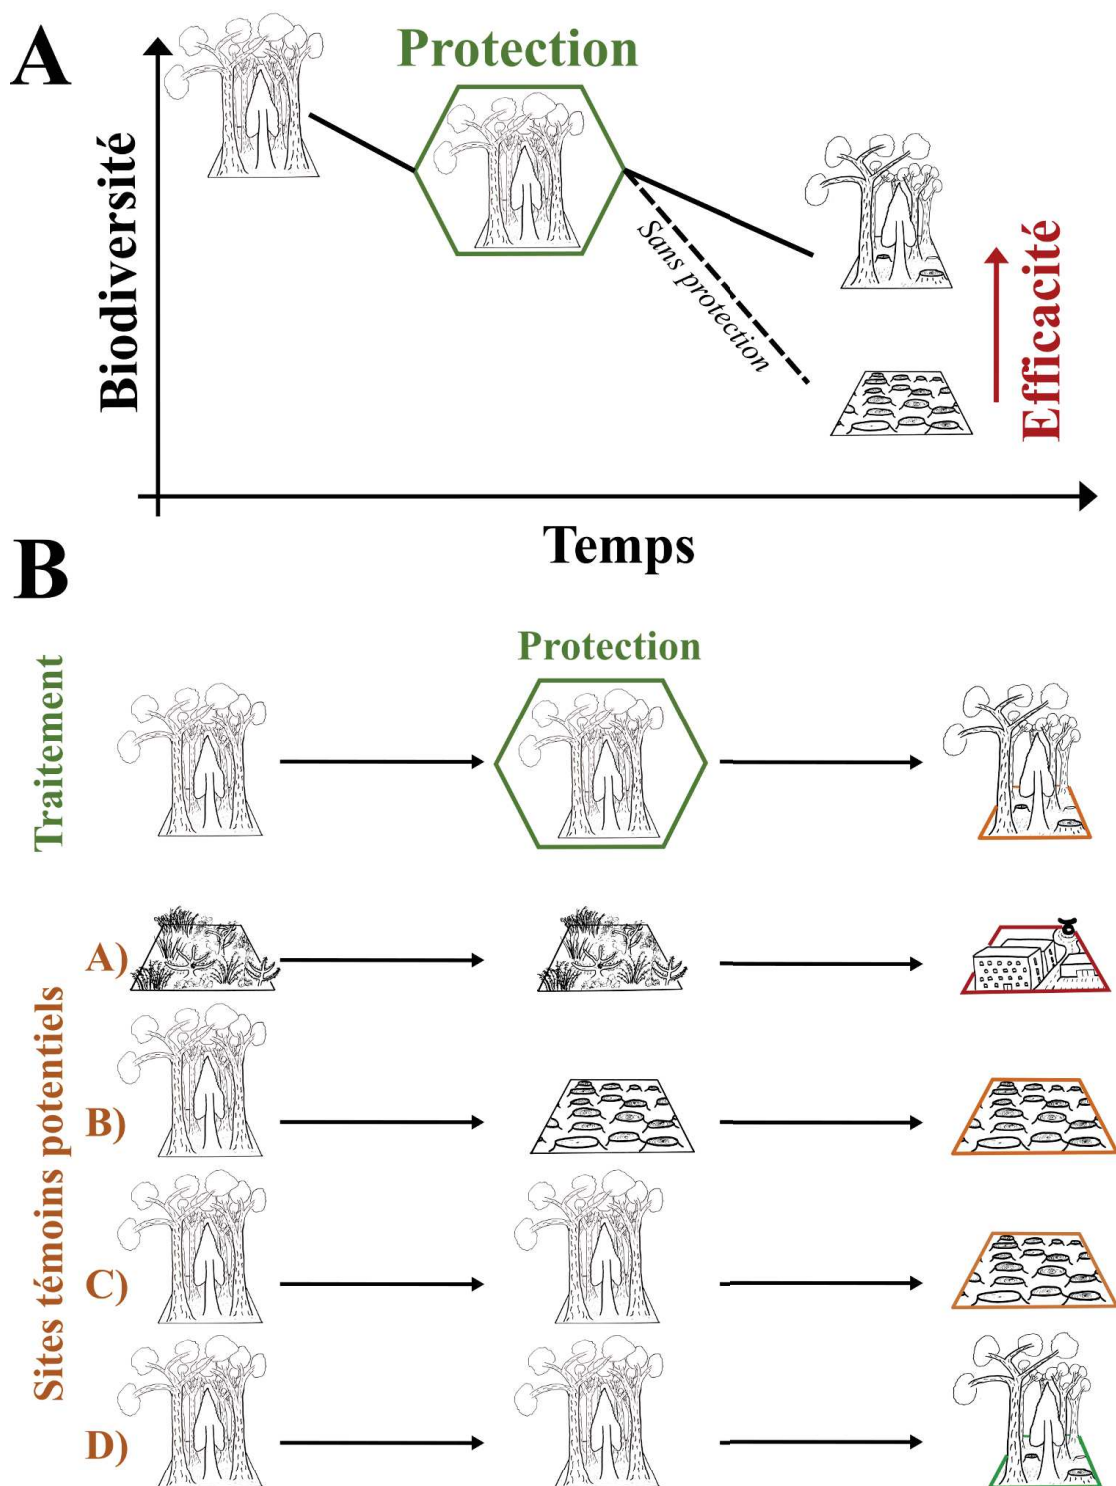 A
Protection
Biodiversité
Sans protection
Efficacité
Temps
B
Protection
Traitement
Sites témoins potentiels
A)
B)
C)
D)